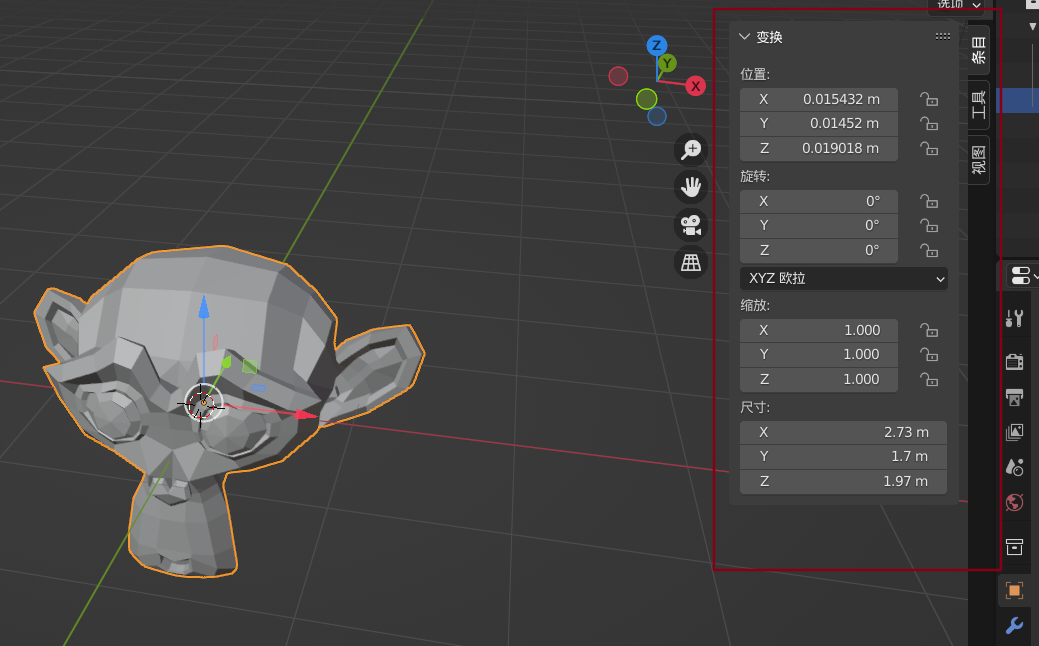 选项
变换
位置:
X 0.015432 m
Y 0.01452 m
Z 0.019018 m
旋转:
X 0°
Y 0°
Z 0°
XYZ 欧拉
缩放:
X 1.000
Y 1.000
Z 1.000
尺寸:
X 2.73 m
Y 1.7 m
Z 1.97 m
条目
工具
视图
Z
Y
X